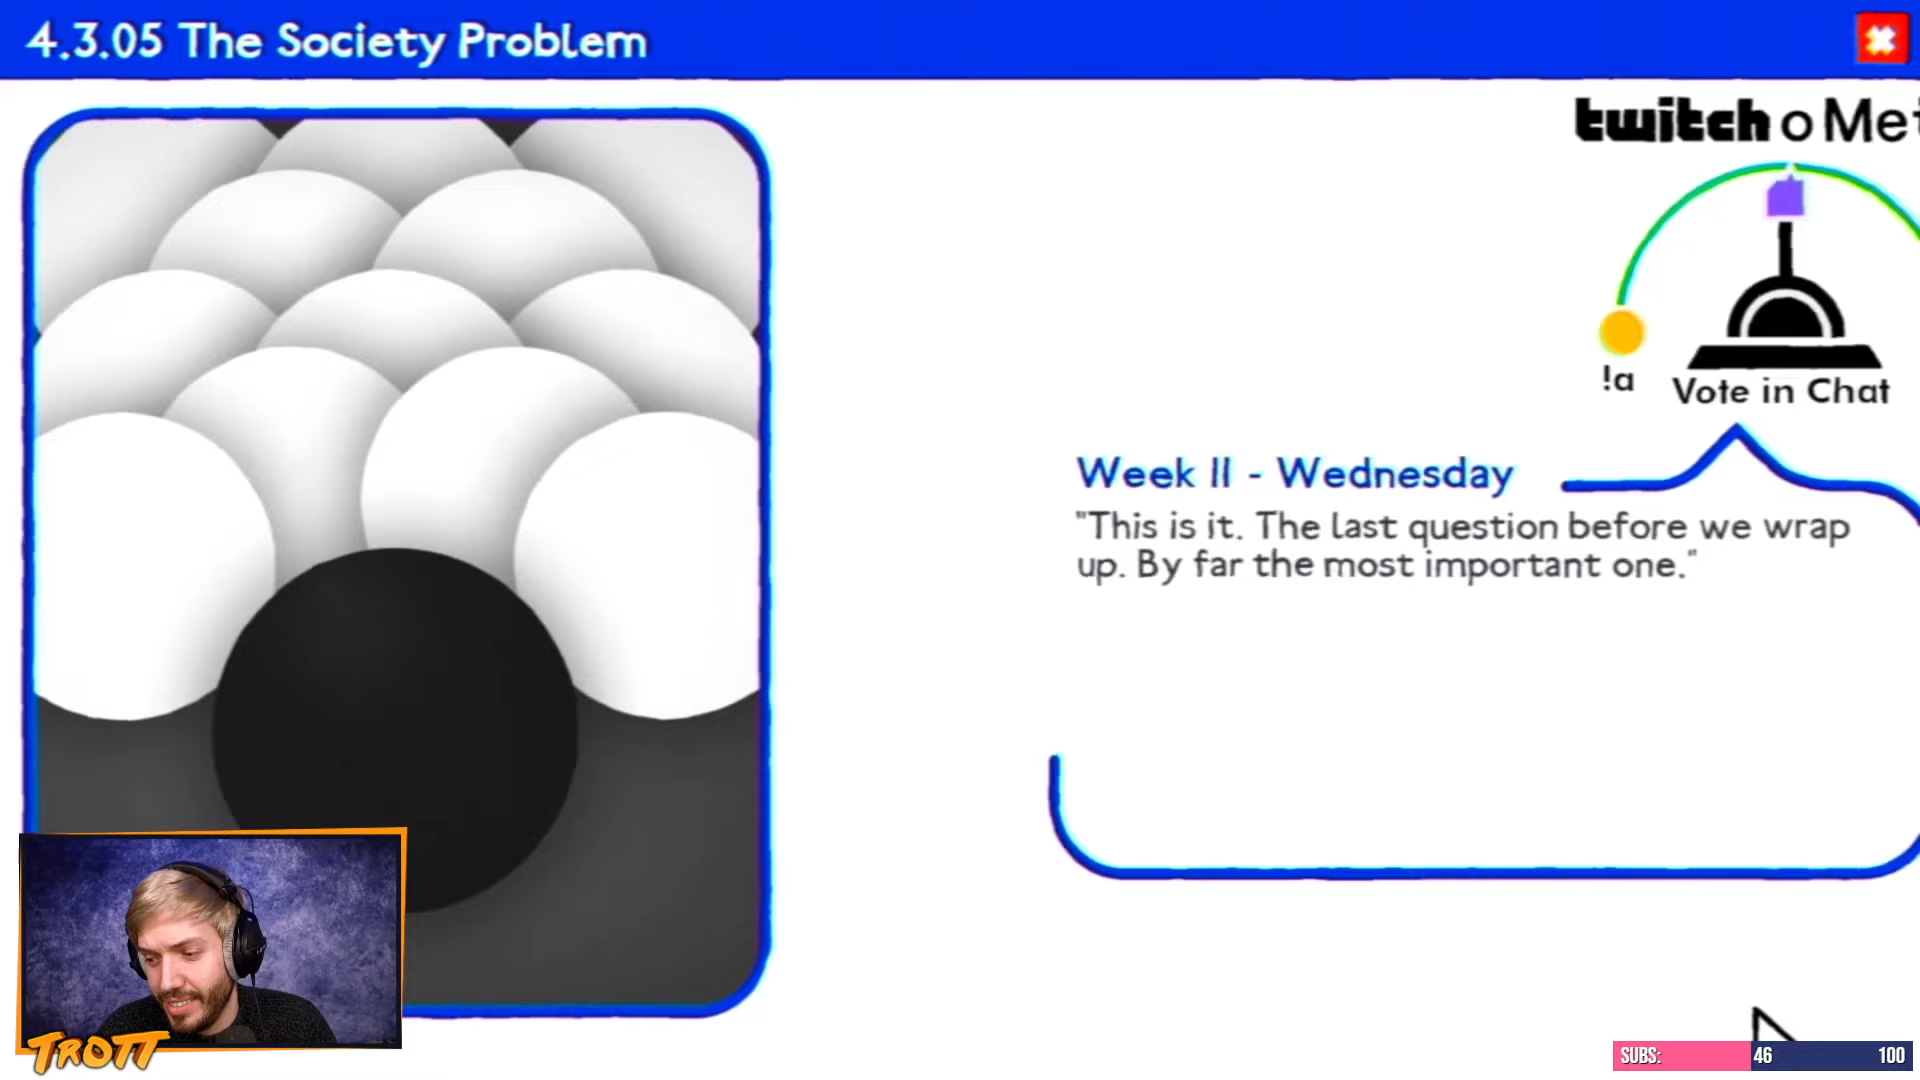 4.3.05 The Society Problem
twitch o Me
!a
Vote in Chat
Week II - Wednesday
"This is it. The last question before we wrap
up. By far the most important one."
TROTT
SUBS: 46 100